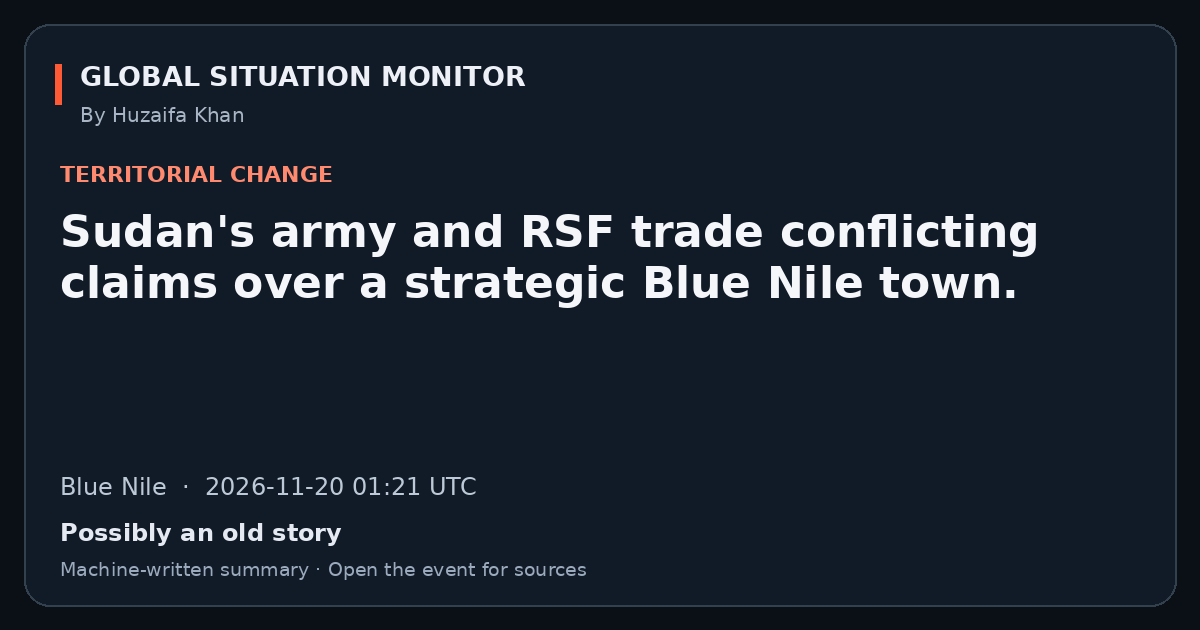 GLOBAL SITUATION MONITOR
By Huzaifa Khan
TERRITORIAL CHANGE
Sudan's army and RSF trade conflicting
claims over a strategic Blue Nile town.
Blue Nile · 2026-11-20 01:21 UTC
Possibly an old story
Machine-written summary · Open the event for sources